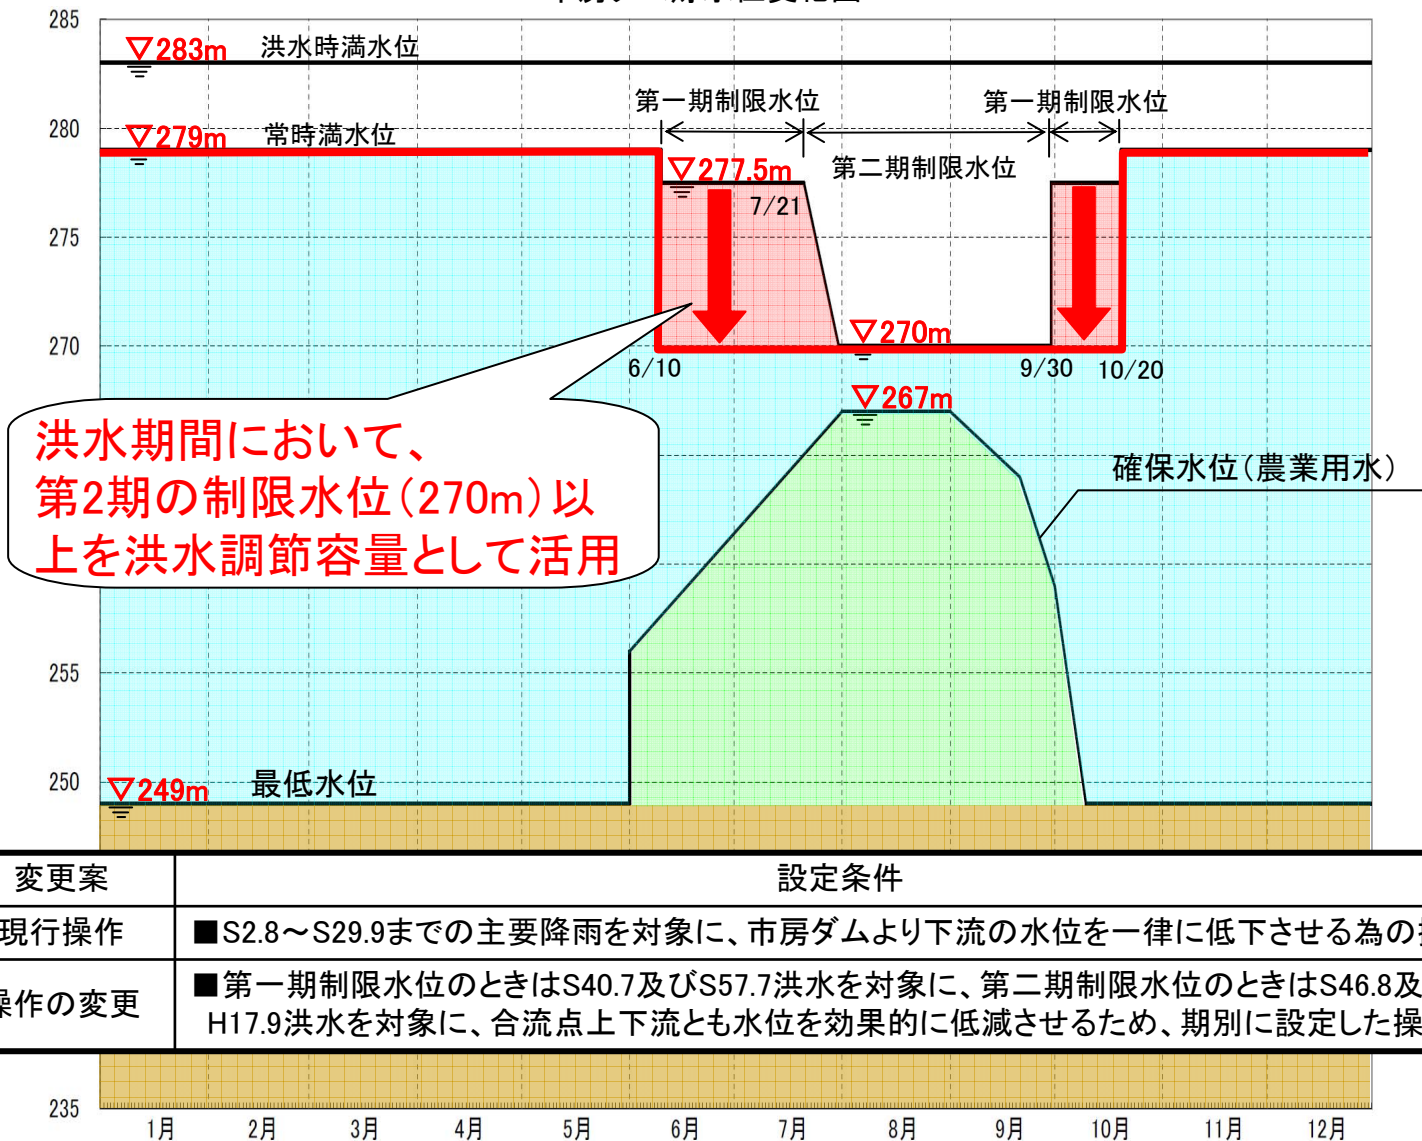 285
▽283m 洪水時満水位
第一期制限水位 第一期制限水位
280
▽279m 常時満水位
▽277.5m 第二期制限水位
7/21
275
▽270m
270
6/10 9/30 10/20
▽267m
洪水期間において、
第2期の制限水位(270m)以
上を洪水調節容量として活用
確保水位(農業用水)
255
250
▽249m 最低水位
変更案 設定条件
現行操作 ■S2.8～S29.9までの主要降雨を対象に、市房ダムより下流の水位を一律に低下させる為の
操作の変更 ■第一期制限水位のときはS40.7及びS57.7洪水を対象に、第二期制限水位のときはS46.8及
H17.9洪水を対象に、合流点上下流とも水位を効果的に低減させるため、期別に設定した操
235
1月 2月 3月 4月 5月 6月 7月 8月 9月 10月 11月 12月